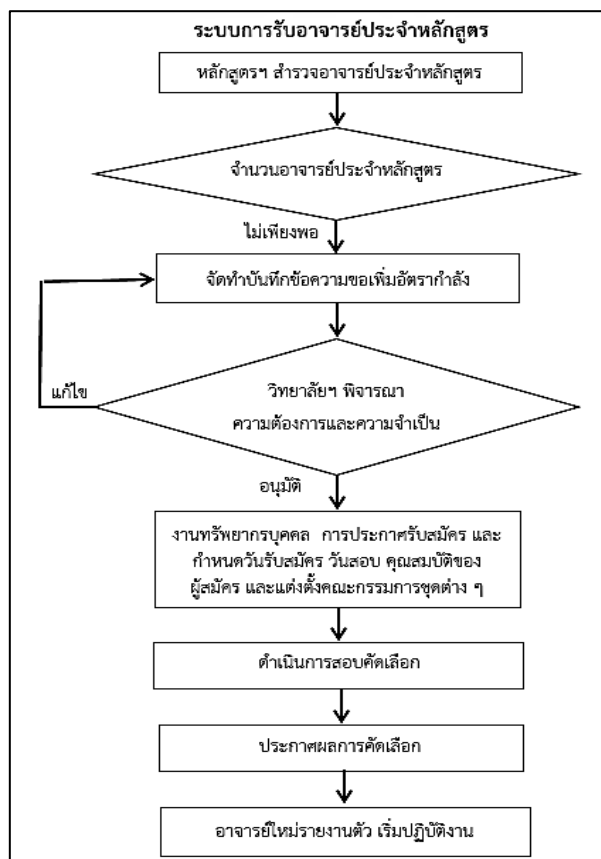 ระบบการรับอาจารย์ประจำหลักสูตร
หลักสูตรฯ สำรวจอาจารย์ประจำหลักสูตร
จำนวนอาจารย์ประจำหลักสูตร
ไม่เพียงพอ
จัดทำบันทึกข้อความขอเพิ่มอัตรากำลัง
แก้ไข
วิทยาลัยฯ พิจารณา
ความต้องการและความจำเป็น
อนุมัติ
งานทรัพยากรบุคคล การประกาศรับสมัคร และ
กำหนดวันรับสมัคร วันสอบ คุณสมบัติของ
ผู้สมัคร และแต่งตั้งคณะกรรมการชุดต่าง ๆ
ดำเนินการสอบคัดเลือก
ประกาศผลการคัดเลือก
อาจารย์ใหม่รายงานตัว เริ่มปฏิบัติงาน